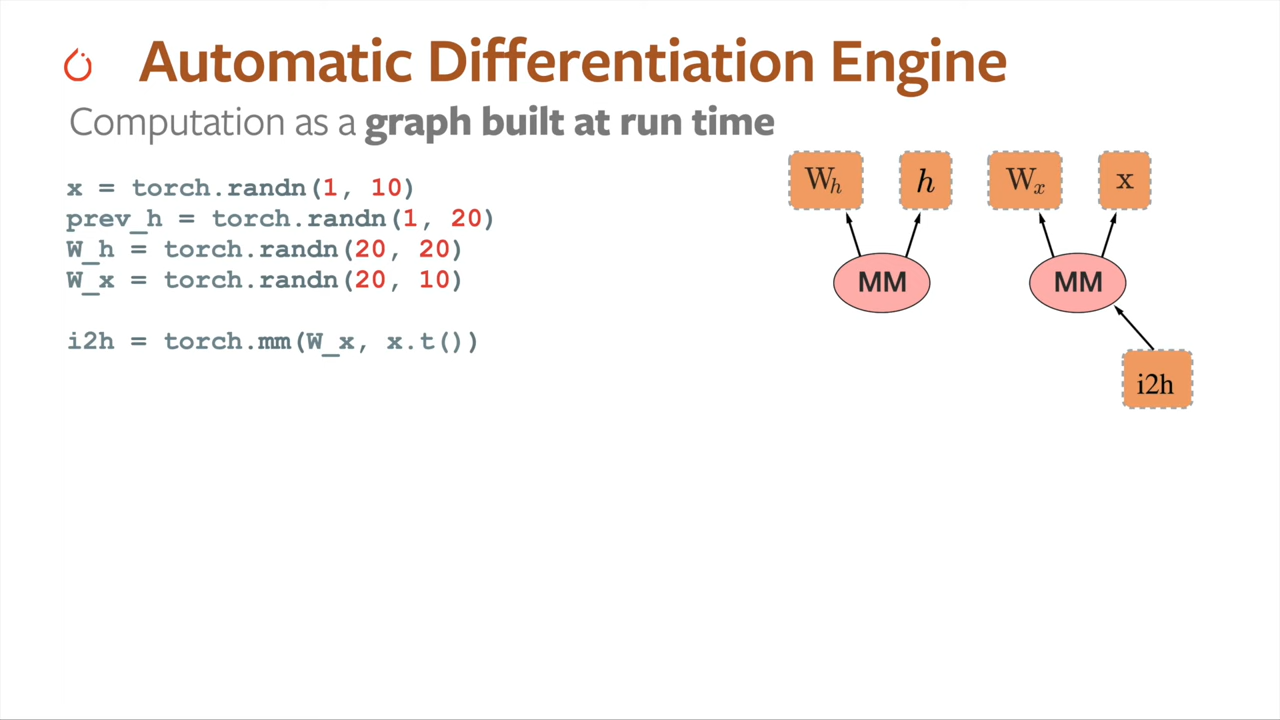 Automatic Differentiation Engine
Computation as a graph built at run time
x = torch.randn(1, 10)
prev_h = torch.randn(1, 20)
W_h = torch.randn(20, 20)
W_x = torch.randn(20, 10)
i2h = torch.mm(W_x, x.t())
Wₕ h Wₓ x
MM MM
i2h